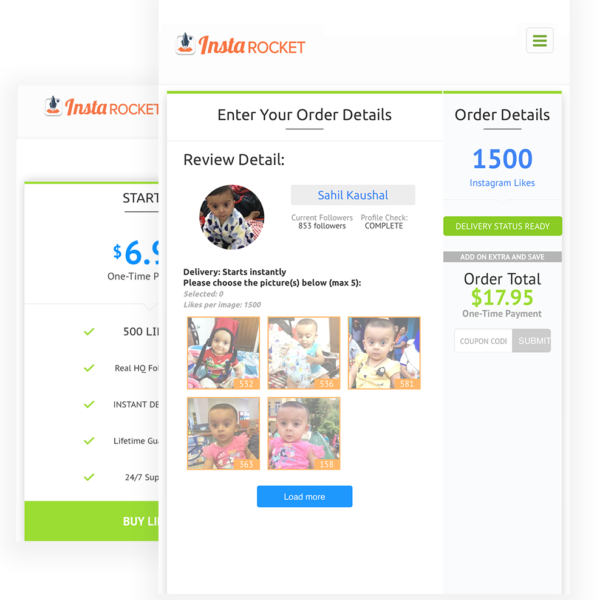 Insta ROCKET
Insta ROCKET
START
$6.9
One-Time P
500 LI
Real HQ Fol
INSTANT DE
Lifetime Gua
24/7 Sup
BUY LI
Enter Your Order Details
Review Detail:
Sahil Kaushal
Current Followers Profile Check:
853 followers COMPLETE
Delivery: Starts instantly
Please choose the picture(s) below (max 5):
Selected: 0
Likes per image: 1500
532 536 581
363 158
Load more
Order Details
1500
Instagram Likes
DELIVERY STATUS READY
ADD ON EXTRA AND SAVE
Order Total
$17.95
One-Time Payment
COUPON CODE SUBMIT